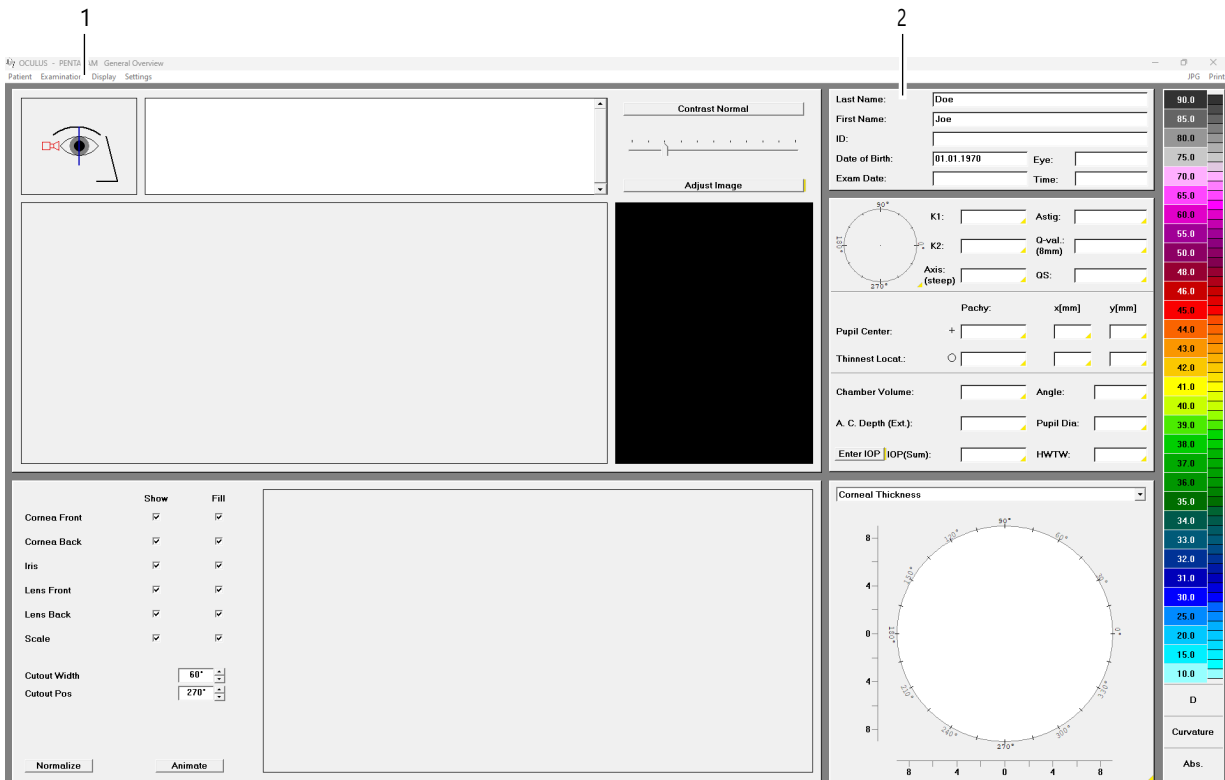 1 2
OCULUS - PENTACAM General Overview
Patient Examination Display Settings JPG Print
Contrast Normal
Adjust Image
Last Name: Doe
First Name: Joe
ID:
Date of Birth: 01.01.1970 Eye:
Exam Date: Time:
90°
180°
0°
270°
K1: Astig:
K2: Q-val.:
(8mm)
Axis:
(steep) QS:
Pachy: x[mm] y[mm]
Pupil Center: +
Thinnest Locat.:
Chamber Volume: Angle:
A. C. Depth (Ext.): Pupil Dia:
Enter IOP IOP(Sum): HWTW:
Show Fill
Cornea Front
Cornea Back
Iris
Lens Front
Lens Back
Scale
Cutout Width 60°
Cutout Pos 270°
Normalize Animate
Corneal Thickness
90°
120° 60°
150° 30°
180° 0°
210° 330°
240° 300°
270°
8
4
0
4
8
8 4 0 4 8
90.0
85.0
80.0
75.0
70.0
65.0
60.0
55.0
50.0
48.0
46.0
45.0
44.0
43.0
42.0
41.0
40.0
39.0
38.0
37.0
36.0
35.0
34.0
33.0
32.0
31.0
30.0
25.0
20.0
15.0
10.0
D
Curvature
Abs.